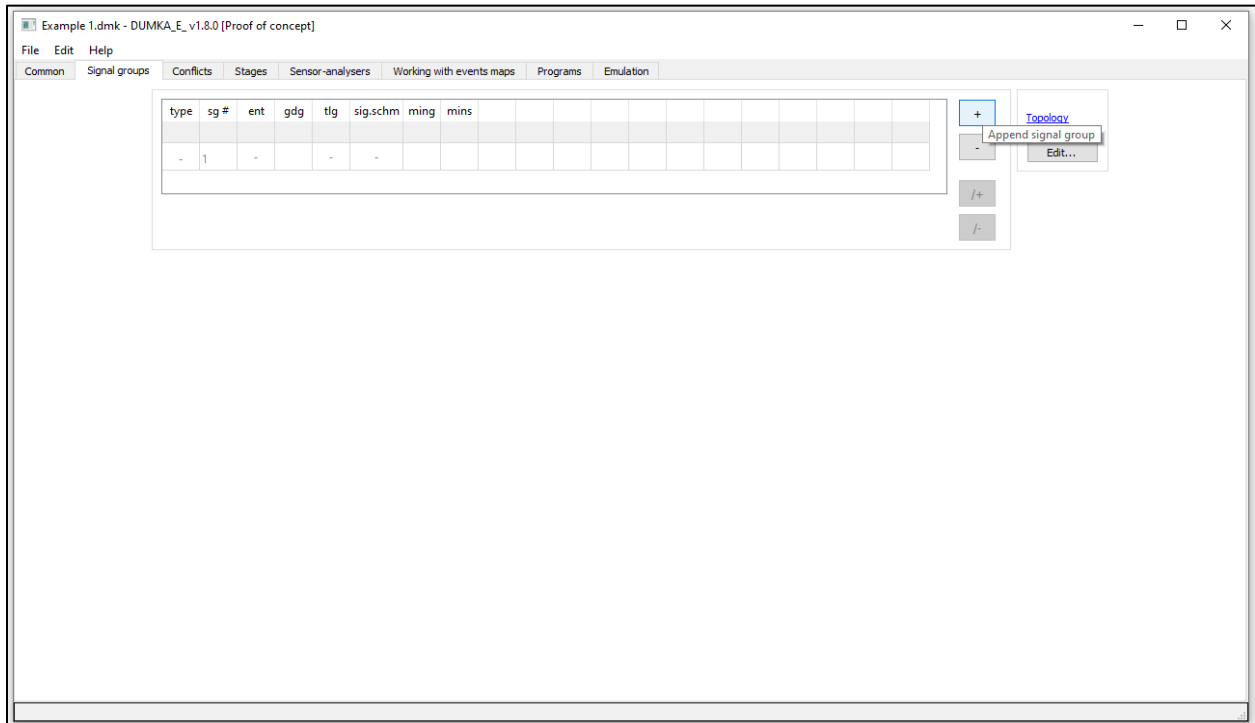 Example 1.dmk - DUMKA_E_ v1.8.0 [Proof of concept]
File Edit Help
Common Signal groups Conflicts Stages Sensor-analysers Working with events maps Programs Emulation
type sg # ent gdg tlg sig.schm ming mins
+
Topology
Append signal group
- 1 - - -
-
Edit...
/+
/-